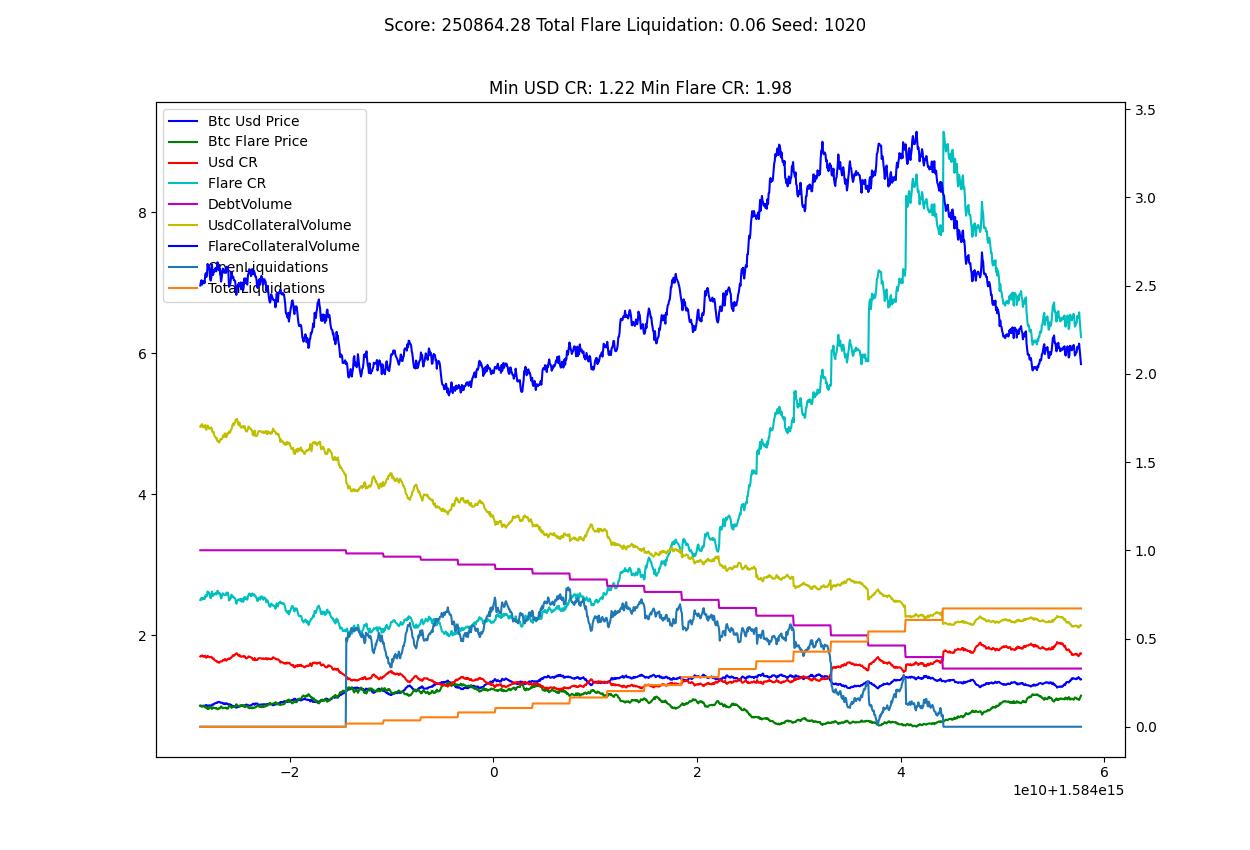 Score: 250864.28 Total Flare Liquidation: 0.06 Seed: 1020
Min USD CR: 1.22 Min Flare CR: 1.98
Btc Usd Price
Btc Flare Price
Usd CR
Flare CR
DebtVolume
UsdCollateralVolume
FlareCollateralVolume
OpenLiquidations
TotalLiquidations
8
6
4
2
3.5
3.0
2.5
2.0
1.5
1.0
0.5
0.0
−2
0
2
4
6
1e10+1.584e15